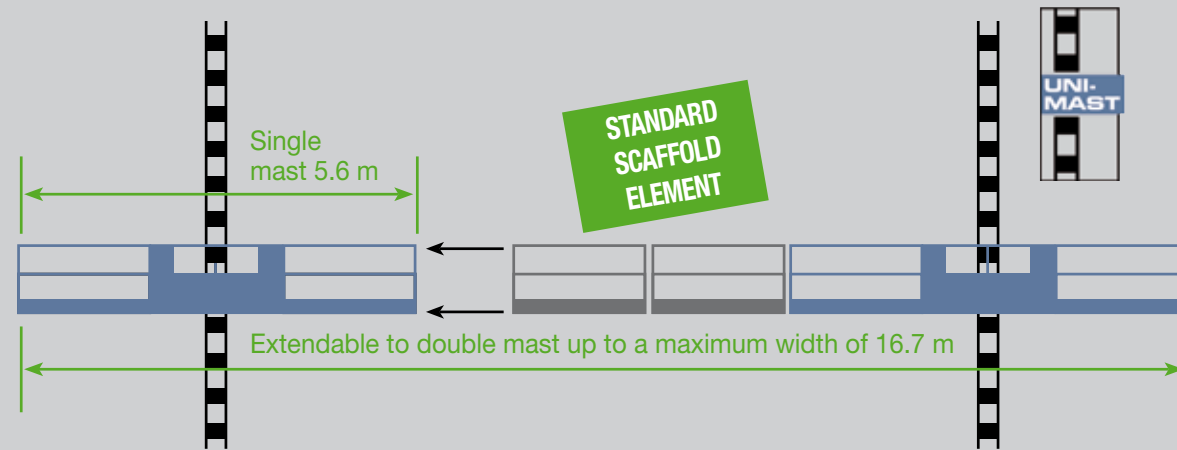 UNI-
MAST
STANDARD
SCAFFOLD
ELEMENT
Single
mast 5.6 m
Extendable to double mast up to a maximum width of 16.7 m